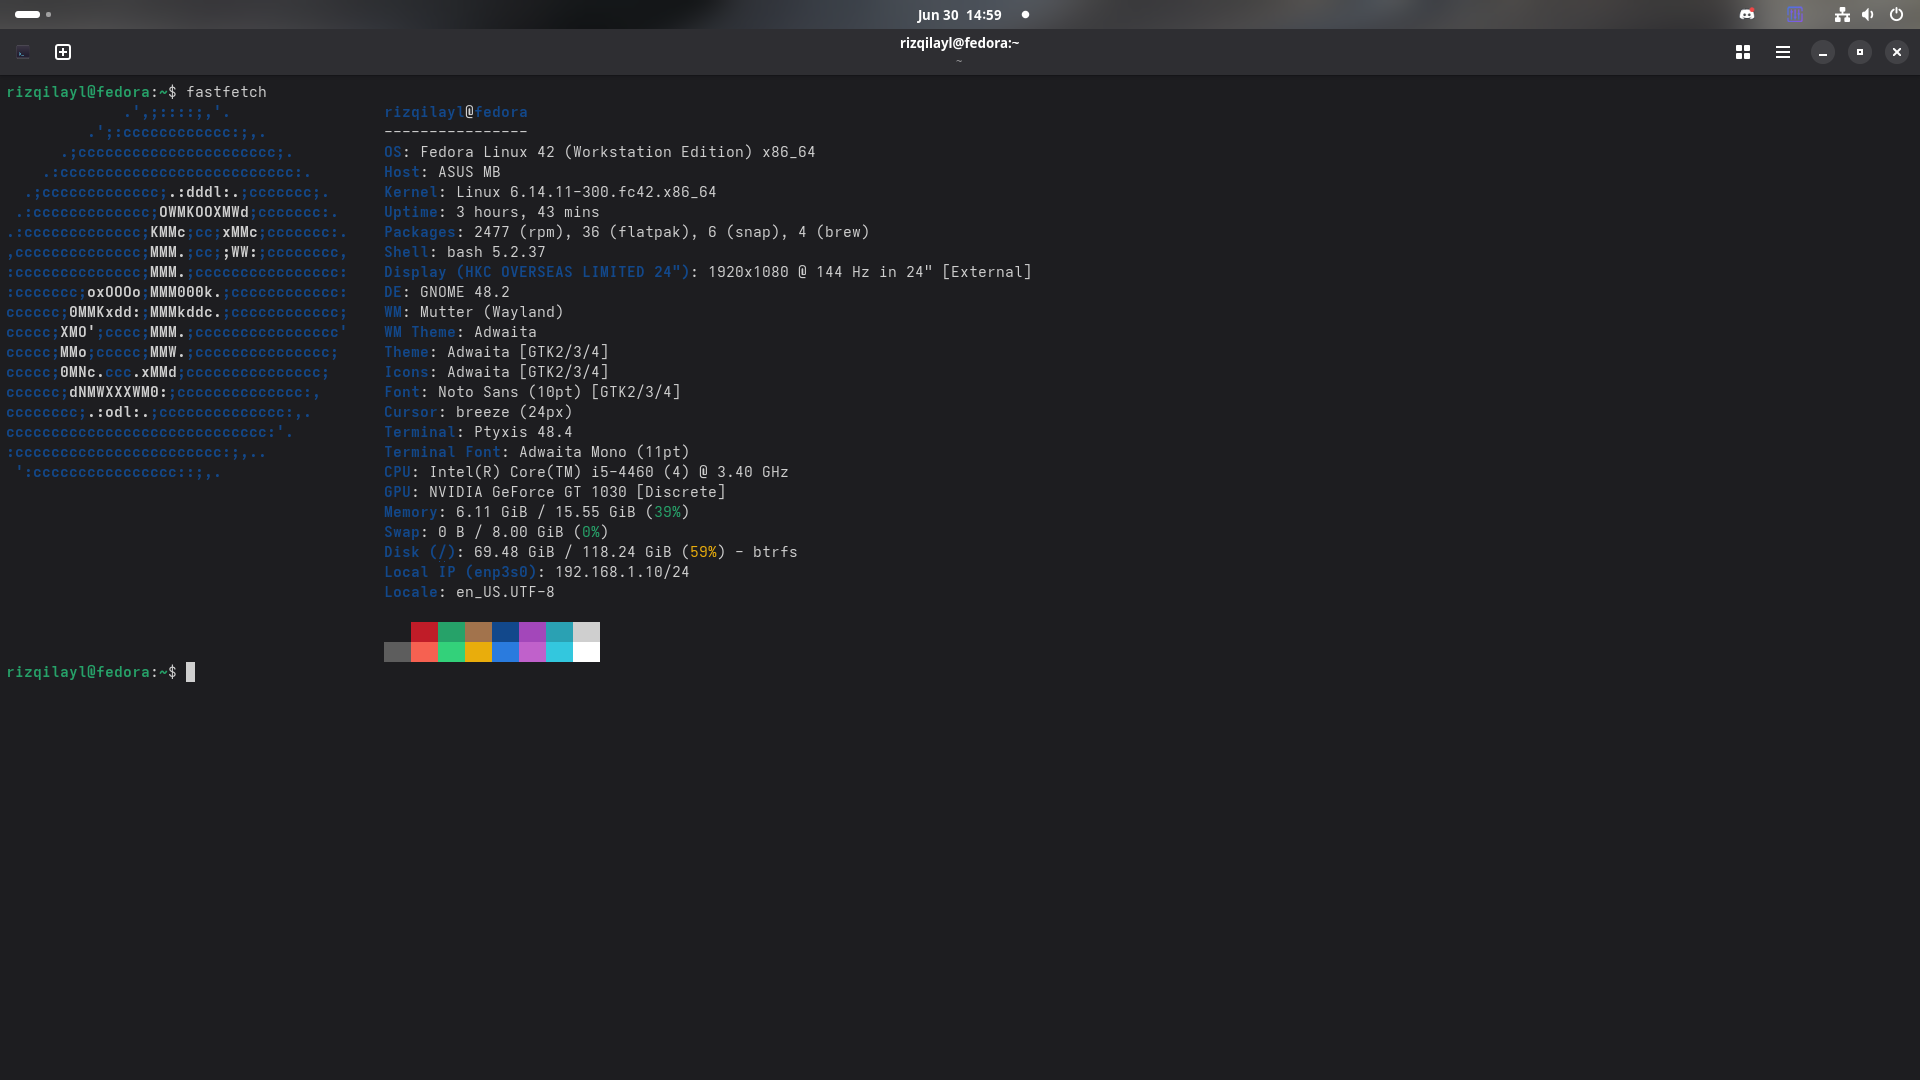 Jun 30 14:59
rizqilayl@fedora:~
~
rizqilayl@fedora:~$ fastfetch
             .',;::::;,'.                 rizqilayl@fedora
         .';:cccccccccccc:;,.             ----------------
      .;cccccccccccccccccccccc;.          OS: Fedora Linux 42 (Workstation Edition) x86_64
    .:cccccccccccccccccccccccccc:.        Host: ASUS MB
  .;ccccccccccccc;.:dddl:.;ccccccc;.      Kernel: Linux 6.14.11-300.fc42.x86_64
 .:ccccccccccccc;OWMKOOXMWd;ccccccc:.     Uptime: 3 hours, 43 mins
.:ccccccccccccc;KMMc;cc;xMMc;ccccccc:.    Packages: 2477 (rpm), 36 (flatpak), 6 (snap), 4 (brew)
,cccccccccccccc;MMM.;cc;;WW:;cccccccc,    Shell: bash 5.2.37
:cccccccccccccc;MMM.;cccccccccccccccc:    Display (HKC OVERSEAS LIMITED 24"): 1920x1080 @ 144 Hz in 24" [External]
:ccccccc;oxOOOo;MMM000k.;cccccccccccc:    DE: GNOME 48.2
cccccc;0MMKxdd:;MMMkddc.;cccccccccccc;    WM: Mutter (Wayland)
ccccc;XMO';cccc;MMM.;cccccccccccccccc'    WM Theme: Adwaita
ccccc;MMo;ccccc;MMW.;ccccccccccccccc;     Theme: Adwaita [GTK2/3/4]
ccccc;0MNc.ccc.xMMd;ccccccccccccccc;      Icons: Adwaita [GTK2/3/4]
cccccc;dNMWXXXWM0:;cccccccccccccc:,       Font: Noto Sans (10pt) [GTK2/3/4]
cccccccc;.:odl:.;cccccccccccccc:,.        Cursor: breeze (24px)
ccccccccccccccccccccccccccccc:'.          Terminal: Ptyxis 48.4
:ccccccccccccccccccccccc:;,..             Terminal Font: Adwaita Mono (11pt)
 ':cccccccccccccccc::;,.                  CPU: Intel(R) Core(TM) i5-4460 (4) @ 3.40 GHz
GPU: NVIDIA GeForce GT 1030 [Discrete]
Memory: 6.11 GiB / 15.55 GiB (39%)
Swap: 0 B / 8.00 GiB (0%)
Disk (/): 69.48 GiB / 118.24 GiB (59%) - btrfs
Local IP (enp3s0): 192.168.1.10/24
Locale: en_US.UTF-8
rizqilayl@fedora:~$